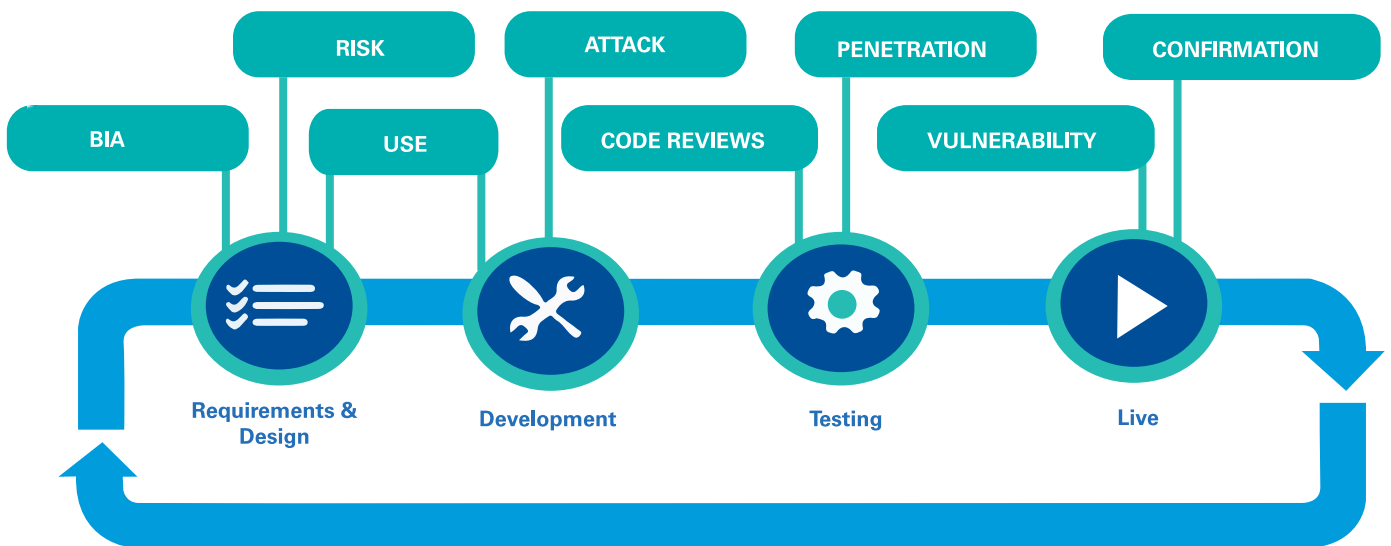 RISK
ATTACK
PENETRATION
CONFIRMATION
BIA
USE
CODE REVIEWS
VULNERABILITY
Requirements &
Design
Development
Testing
Live